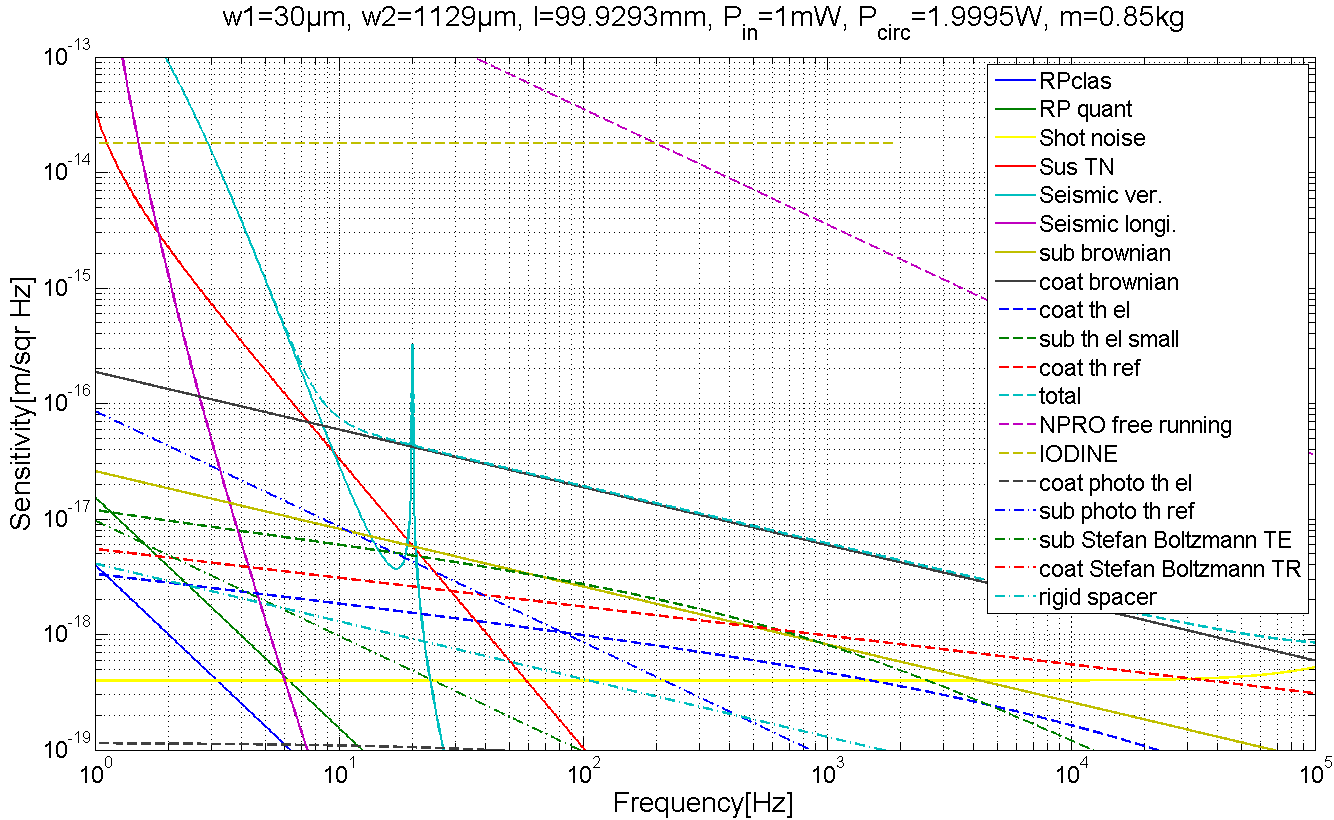 w1=30μm, w2=1129μm, l=99.9293mm, P_in=1mW, P_circ=1.9995W, m=0.85kg
Sensitivity[m/sqr Hz]
10^-13
10^-14
10^-15
10^-16
10^-17
10^-18
10^-19
RPclas
RP quant
Shot noise
Sus TN
Seismic ver.
Seismic longi.
sub brownian
coat brownian
coat th el
sub th el small
coat th ref
total
NPRO free running
IODINE
coat photo th el
sub photo th ref
sub Stefan Boltzmann TE
coat Stefan Boltzmann TR
rigid spacer
10^0 10^1 10^2 10^3 10^4 10^5
Frequency[Hz]